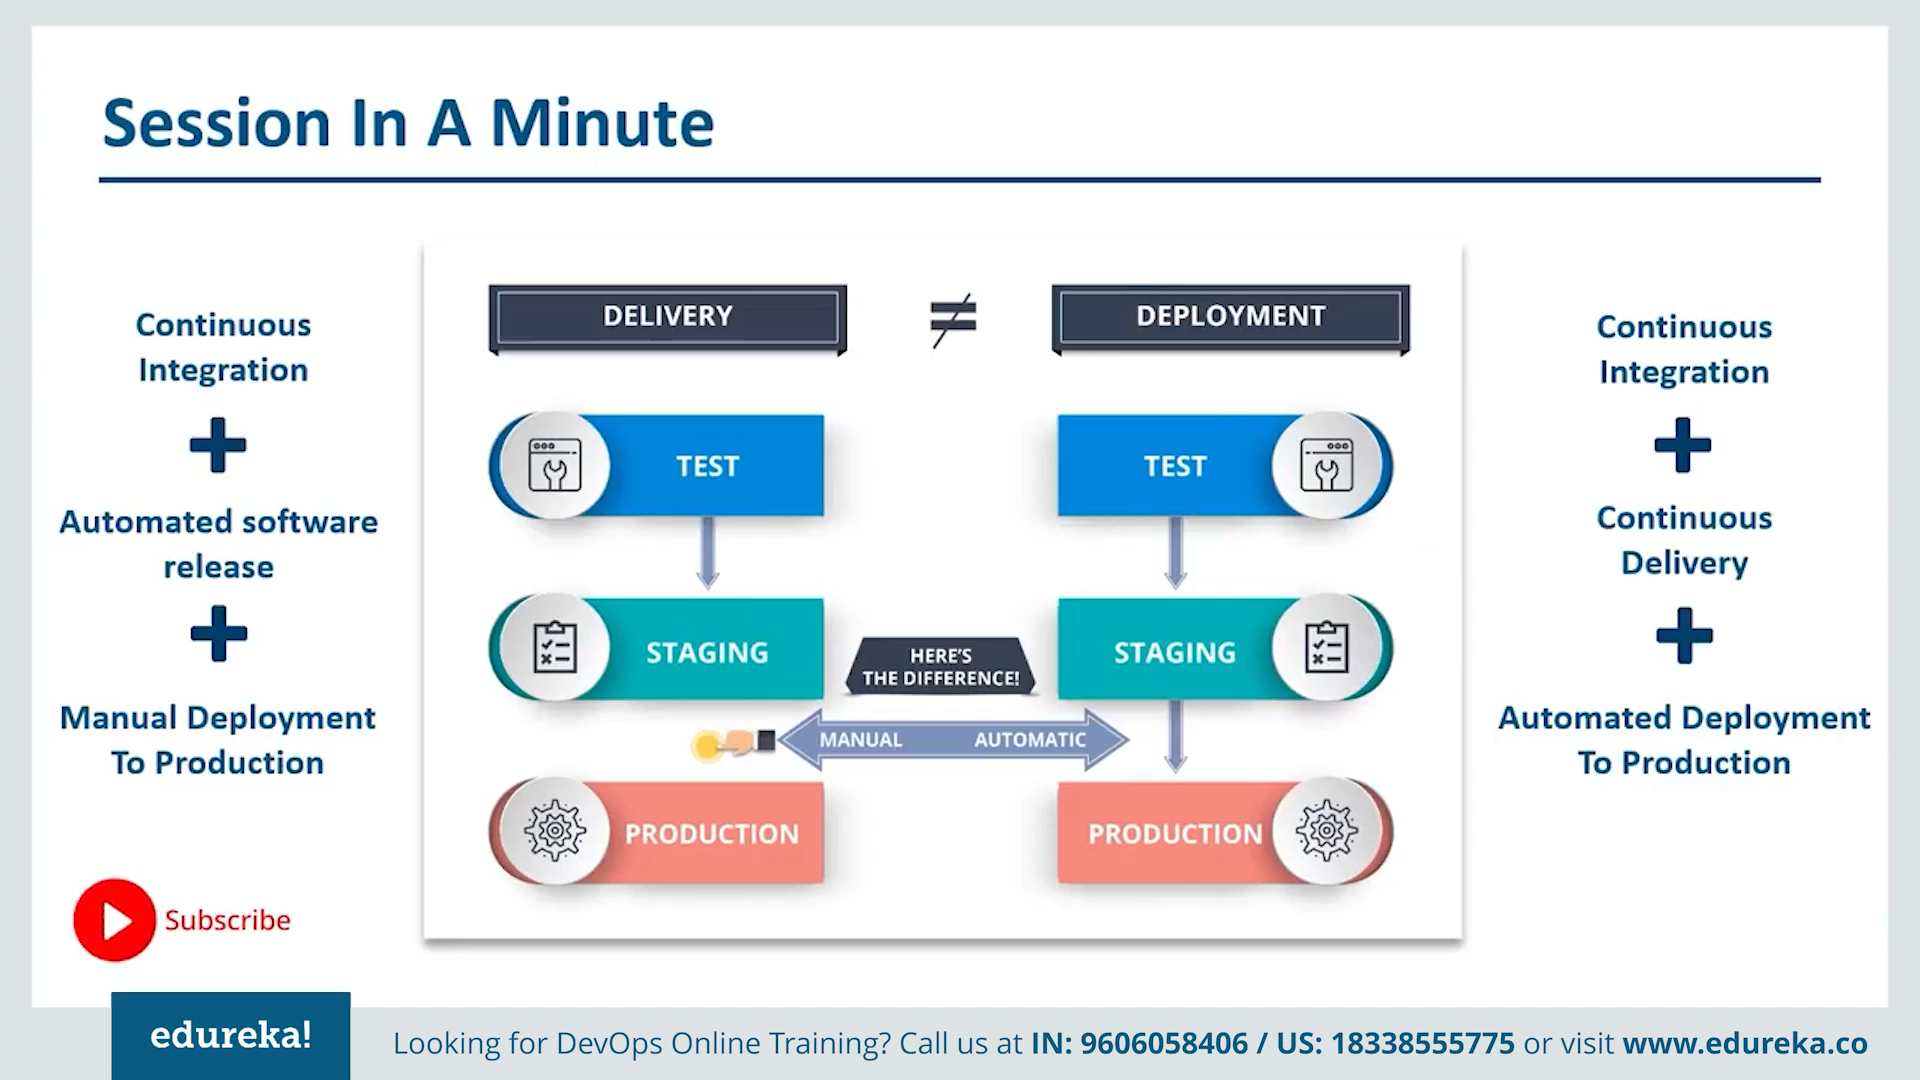 Session In A Minute
Continuous
Integration
Automated software
release
Manual Deployment
To Production
DELIVERY
≠
DEPLOYMENT
TEST
TEST
STAGING
HERE'S
THE DIFFERENCE!
STAGING
MANUAL
AUTOMATIC
PRODUCTION
PRODUCTION
Continuous
Integration
Continuous
Delivery
Automated Deployment
To Production
Subscribe
edureka!
Looking for DevOps Online Training? Call us at IN: 9606058406 / US: 18338555775 or visit www.edureka.co